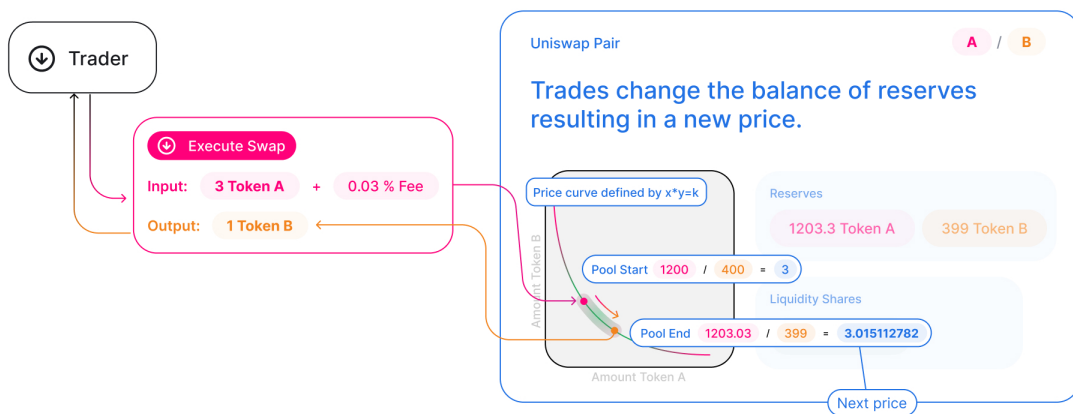 Trader
Execute Swap
Input: 3 Token A + 0.03 % Fee
Output: 1 Token B
Uniswap Pair
A / B
Trades change the balance of reserves
resulting in a new price.
Price curve defined by x*y=k
Amount Token B
Amount Token A
Pool Start 1200 / 400 = 3
Pool End 1203.03 / 399 = 3.015112782
Next price
Reserves
1203.3 Token A 399 Token B
Liquidity Shares